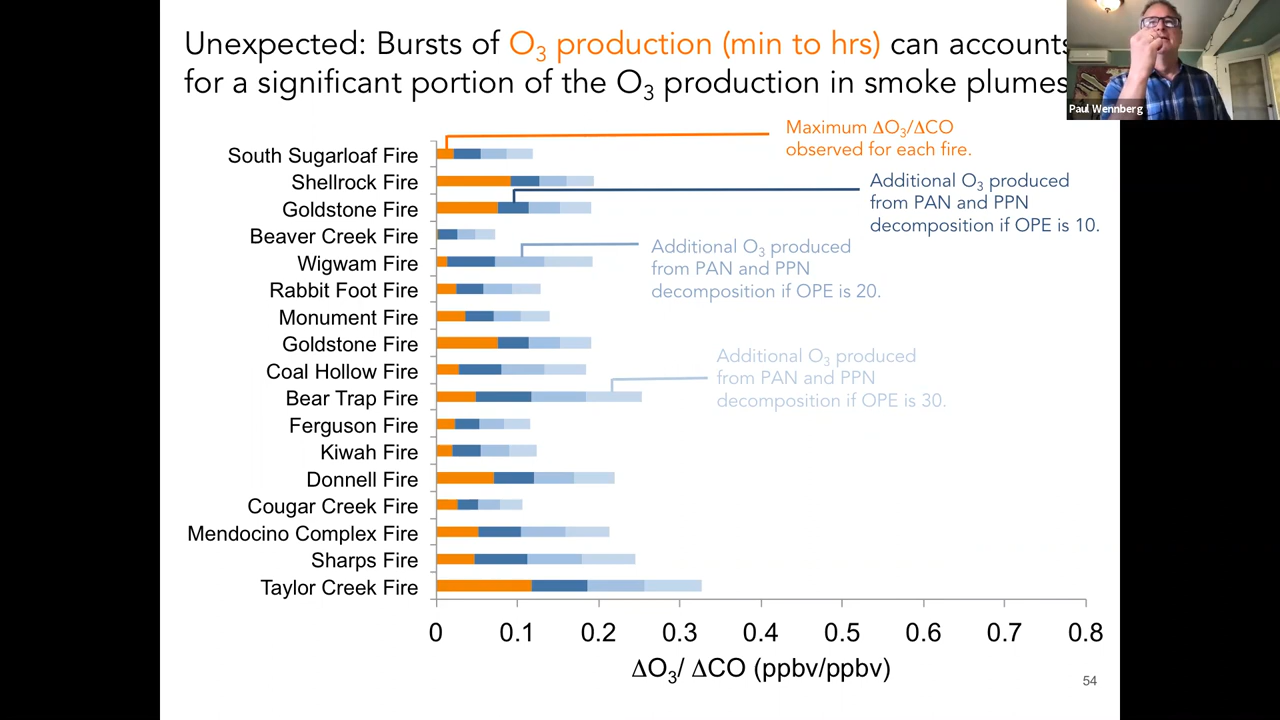 Unexpected: Bursts of O₃ production (min to hrs) can accounts
for a significant portion of the O₃ production in smoke plumes
Paul Wennberg
Maximum ΔO₃/ΔCO
observed for each fire.
Additional O₃ produced
from PAN and PPN
decomposition if OPE is 10.
Additional O₃ produced
from PAN and PPN
decomposition if OPE is 20.
Additional O₃ produced
from PAN and PPN
decomposition if OPE is 30.
South Sugarloaf Fire
Shellrock Fire
Goldstone Fire
Beaver Creek Fire
Wigwam Fire
Rabbit Foot Fire
Monument Fire
Goldstone Fire
Coal Hollow Fire
Bear Trap Fire
Ferguson Fire
Kiwah Fire
Donnell Fire
Cougar Creek Fire
Mendocino Complex Fire
Sharps Fire
Taylor Creek Fire
0 0.1 0.2 0.3 0.4 0.5 0.6 0.7 0.8
ΔO₃/ ΔCO (ppbv/ppbv)
54